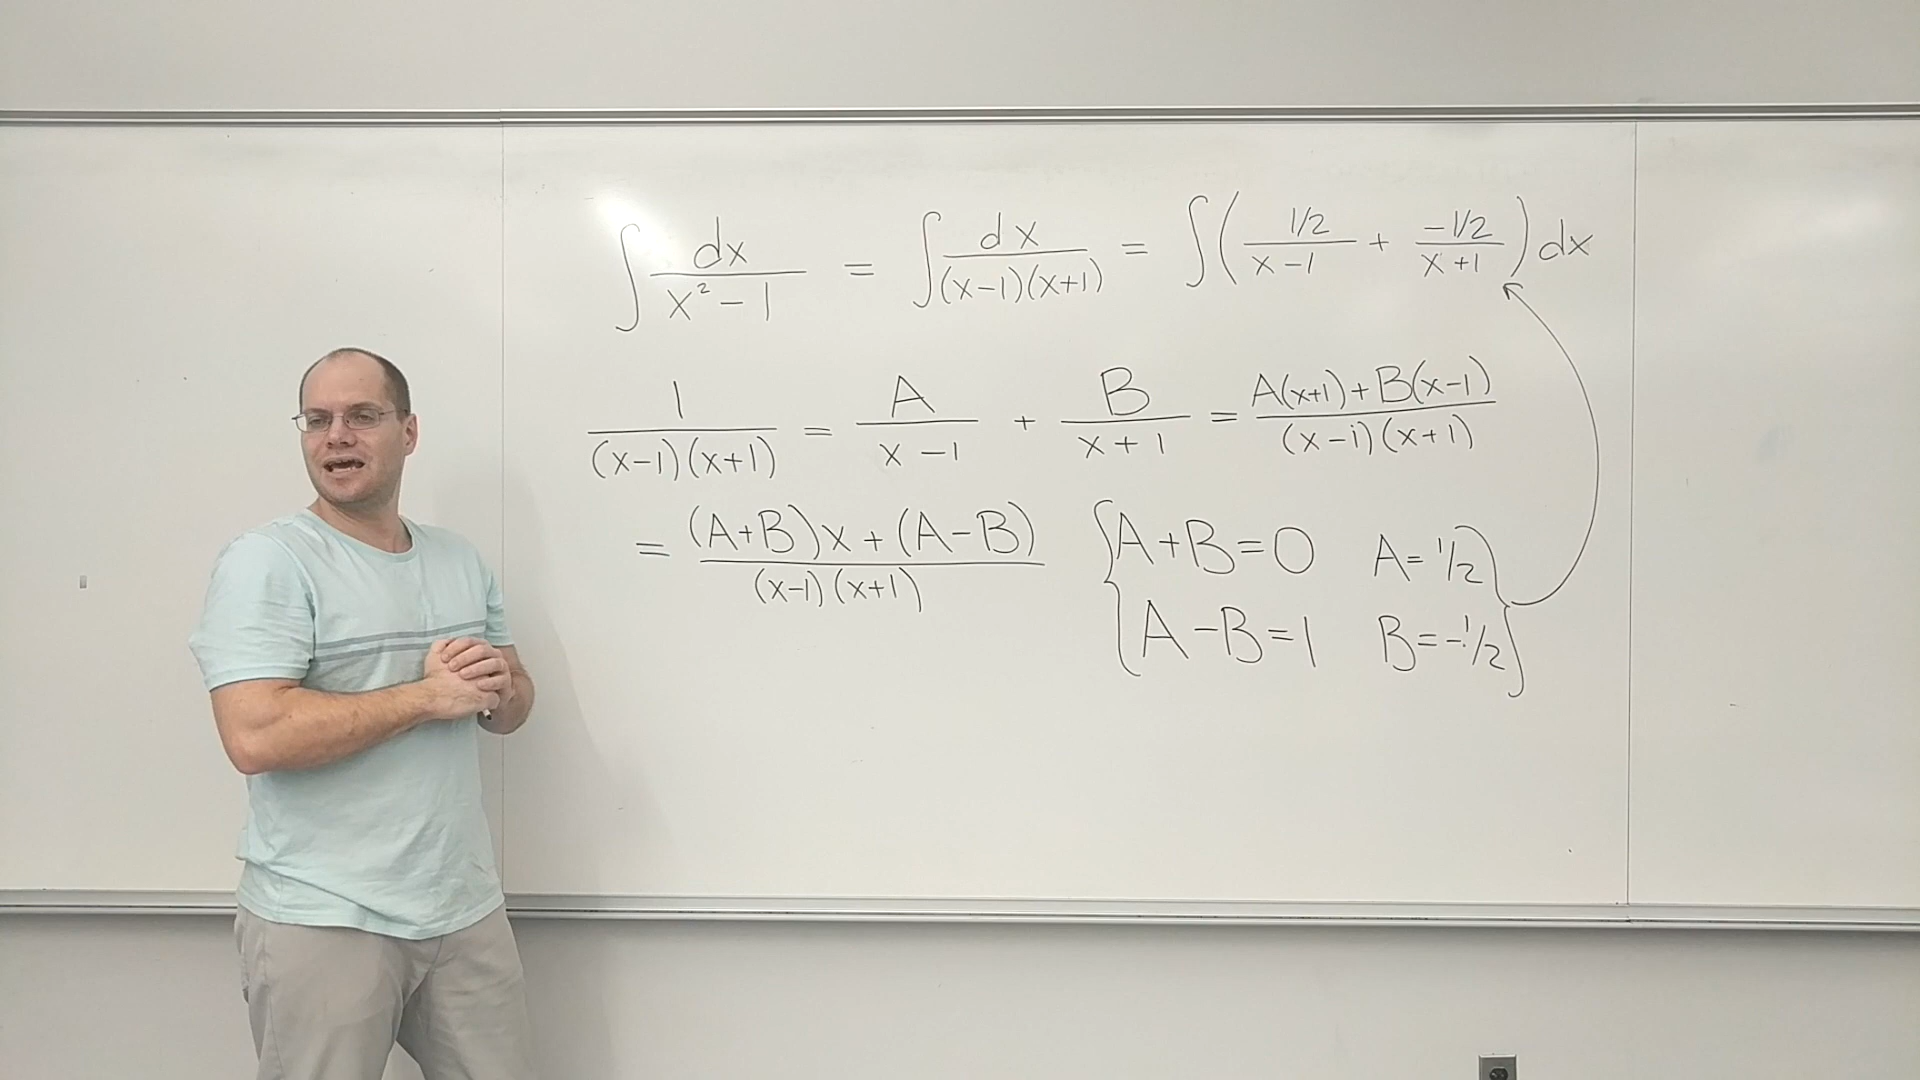 ∫ dx/(x² − 1) = ∫ dx/((x−1)(x+1)) = ∫( (1/2)/(x−1) + (−1/2)/(x+1) ) dx
1/((x−1)(x+1)) = A/(x−1) + B/(x+1) = (A(x+1)+B(x−1))/((x−1)(x+1))
= ((A+B)x+(A−B))/((x−1)(x+1)) { A+B=0 A=1/2 }
A−B=1 B=−1/2